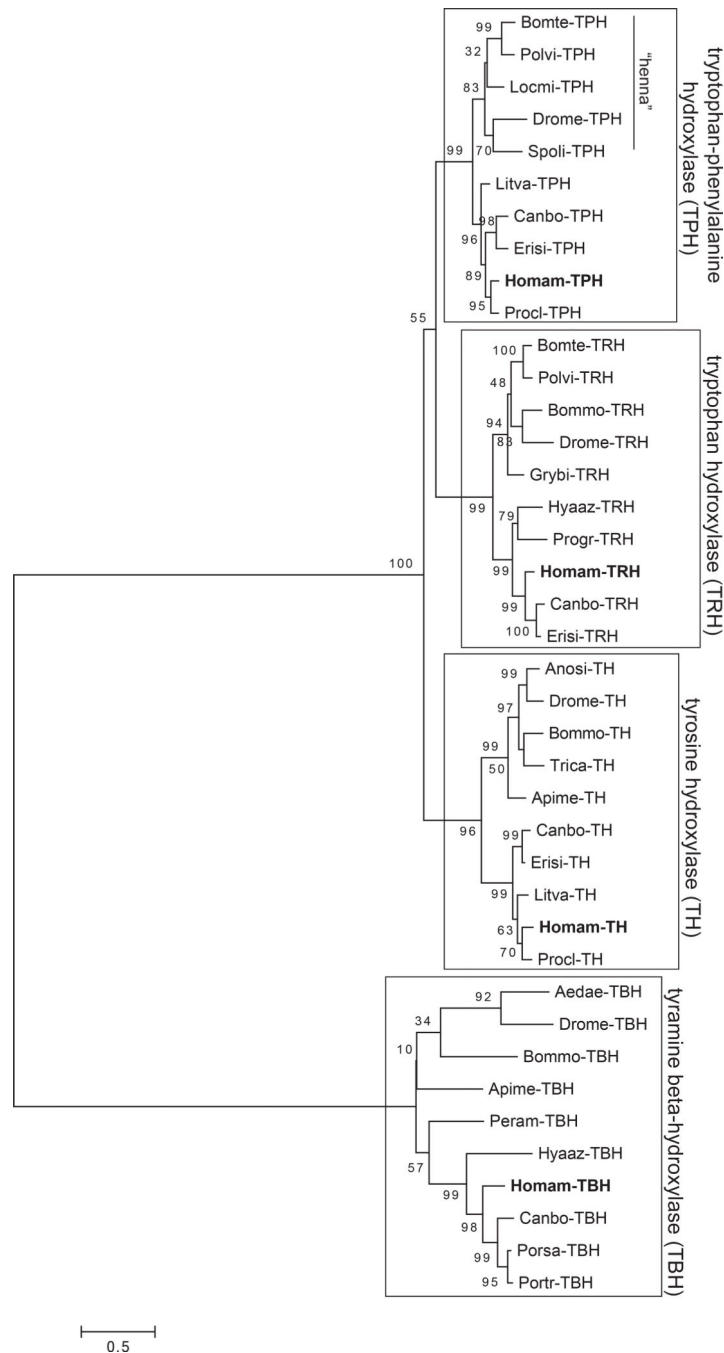 Bomte-TPH
99
32
Polvi-TPH
Locmi-TPH
83
Drome-TPH
99
70
Spoli-TPH
"henna"
tryptophan-phenylalanine
hydroxylase (TPH)
Litva-TPH
98
Canbo-TPH
96
Erisi-TPH
89
Homam-TPH
95
Procl-TPH
55
Bomte-TRH
100
48
Polvi-TRH
Bommo-TRH
94
83
Drome-TRH
Grybi-TRH
99
Hyaaz-TRH
79
Progr-TRH
99
Homam-TRH
99
Canbo-TRH
100
Erisi-TRH
tryptophan hydroxylase (TRH)
100
Anosi-TH
99
97
Drome-TH
Bommo-TH
99
50
Trica-TH
Apime-TH
96
99
Canbo-TH
Erisi-TH
99
Litva-TH
63
Homam-TH
70
Procl-TH
tyrosine hydroxylase (TH)
Aedae-TBH
92
34
Drome-TBH
10
Bommo-TBH
Apime-TBH
Peram-TBH
57
Hyaaz-TBH
99
Homam-TBH
98
Canbo-TBH
99
Porsa-TBH
95
Portr-TBH
tyramine beta-hydroxylase (TBH)
0.5